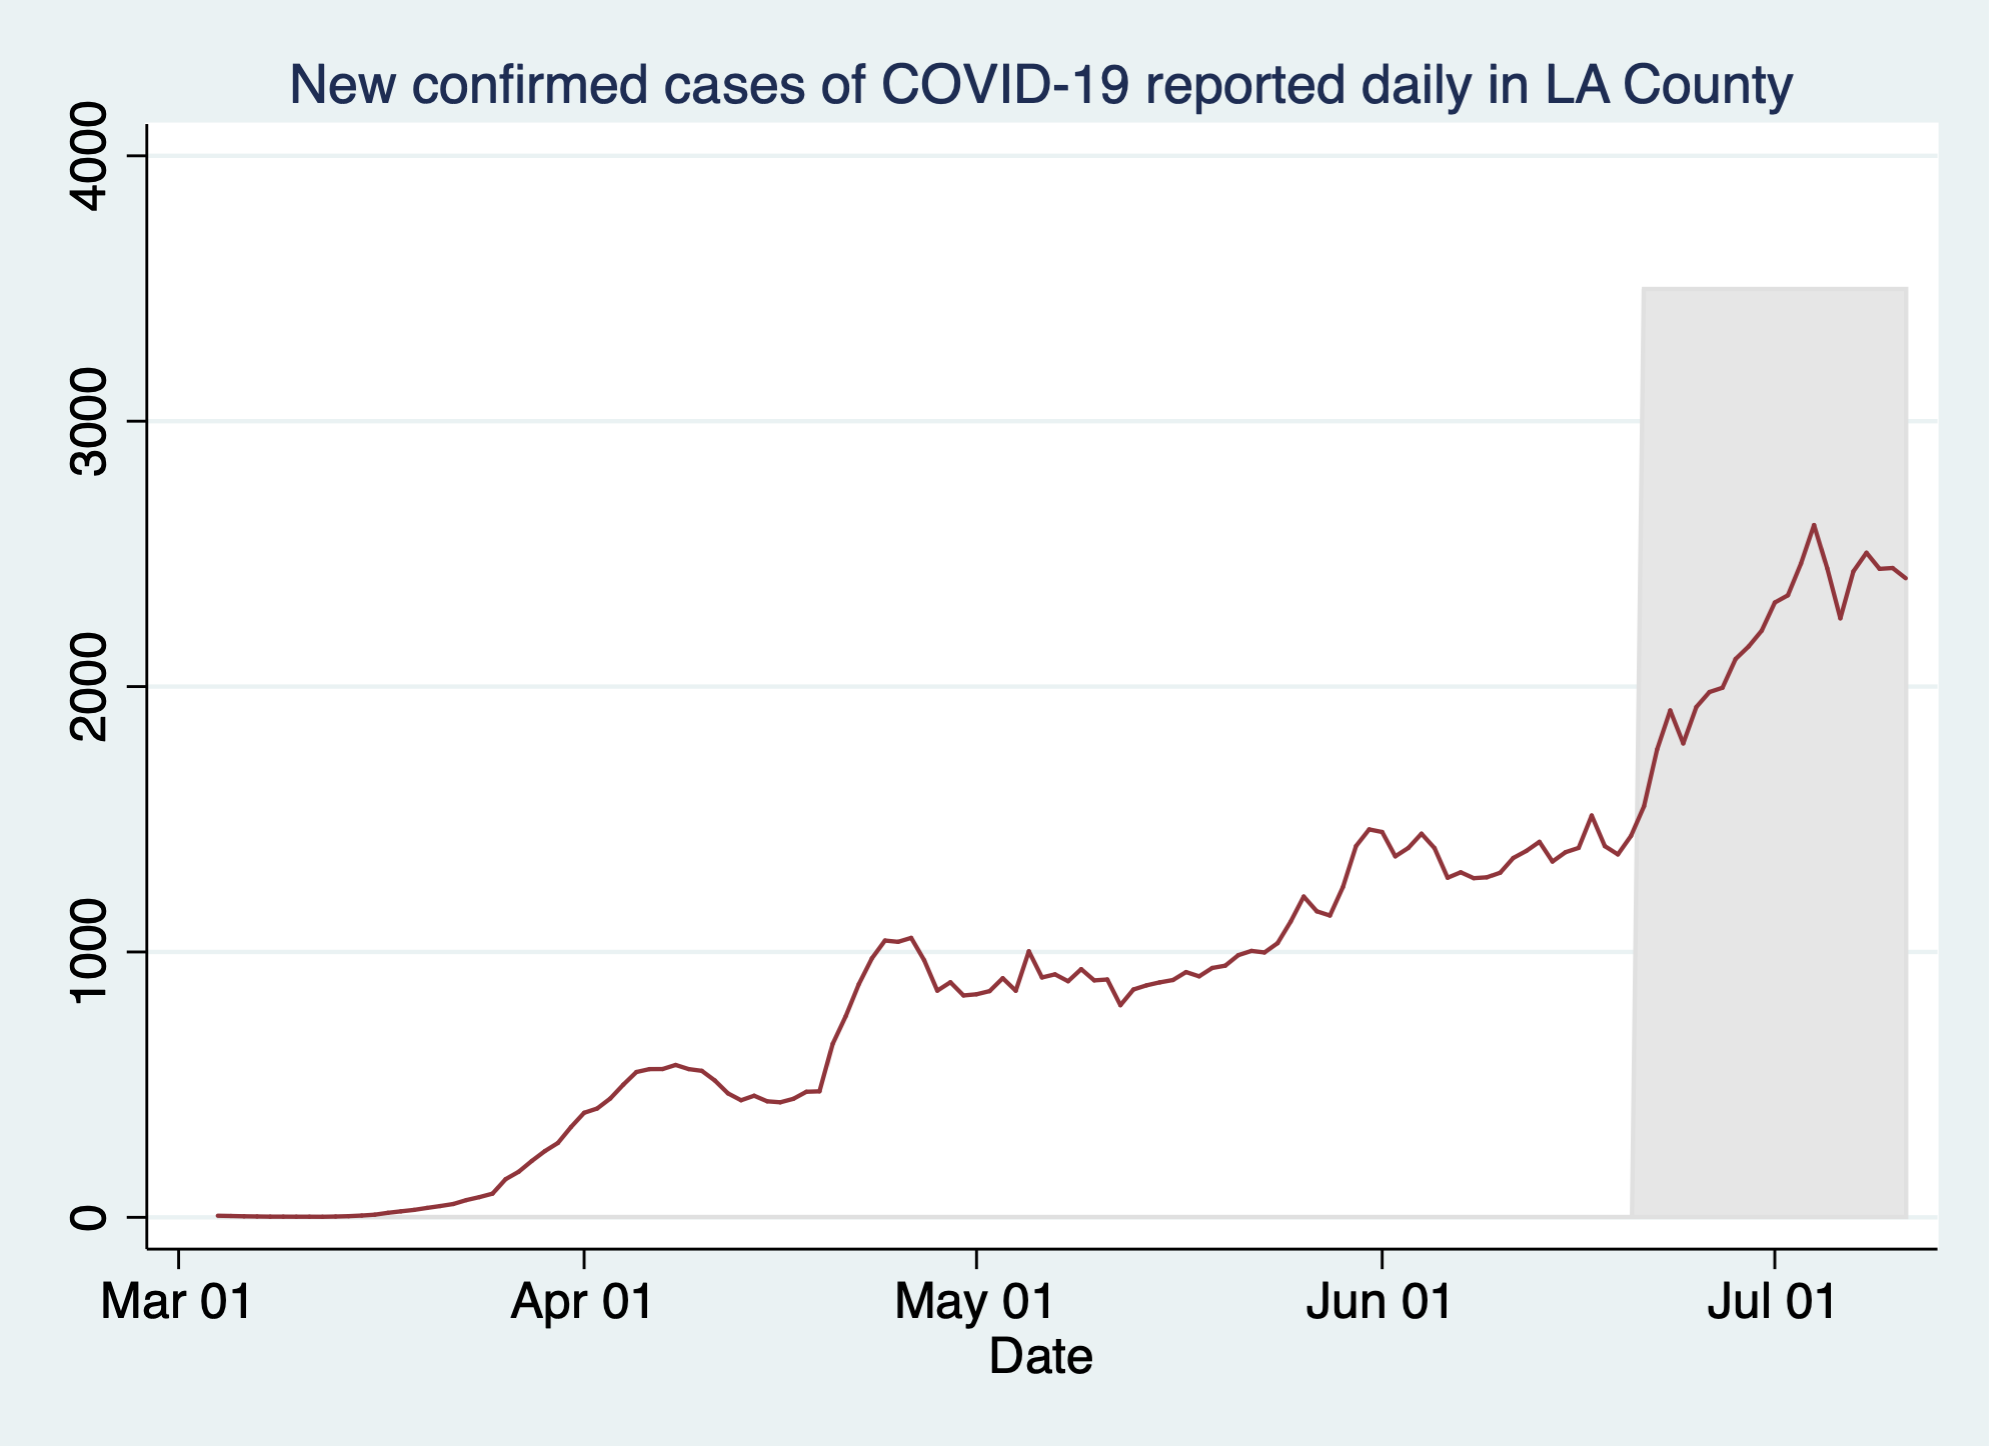 New confirmed cases of COVID-19 reported daily in LA County
4000
3000
2000
1000
0
Mar 01 Apr 01 May 01 Jun 01 Jul 01
Date